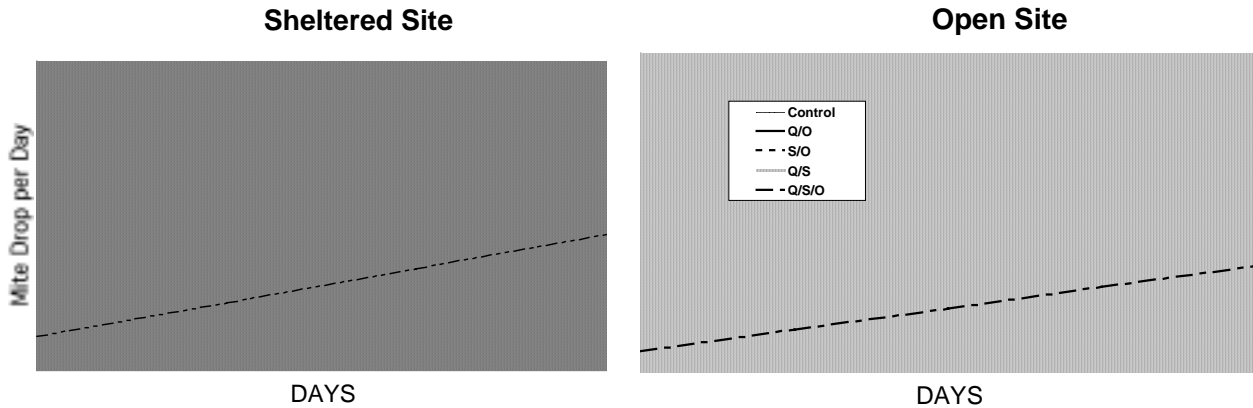 Sheltered Site
Open Site
Mite Drop per Day
Control
Q/O
S/O
Q/S
Q/S/O
DAYS
DAYS